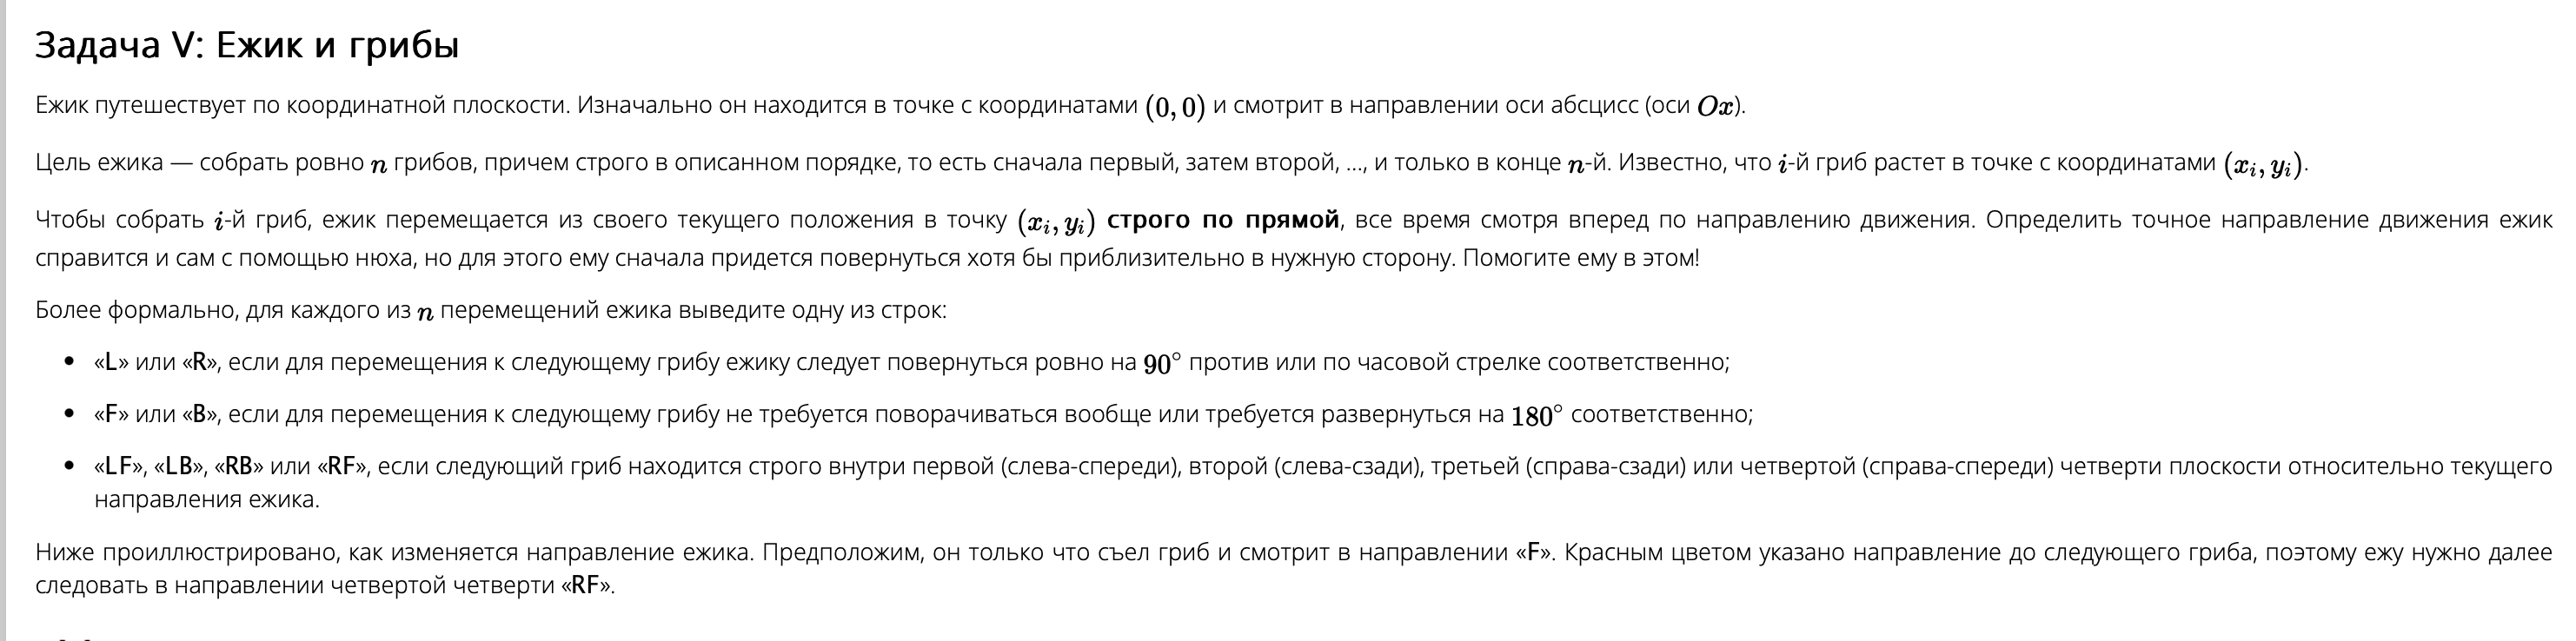 Задача V: Ежик и грибы
Ежик путешествует по координатной плоскости. Изначально он находится в точке с координатами (0, 0) и смотрит в направлении оси абсцисс (оси Ox).
Цель ежика — собрать ровно n грибов, причем строго в описанном порядке, то есть сначала первый, затем второй, ..., и только в конце n-й. Известно, что i-й гриб растет в точке с координатами (xᵢ, yᵢ).
Чтобы собрать i-й гриб, ежик перемещается из своего текущего положения в точку (xᵢ, yᵢ) строго по прямой, все время смотря вперед по направлению движения. Определить точное направление движения ежик
справится и сам с помощью нюха, но для этого ему сначала придется повернуться хотя бы приблизительно в нужную сторону. Помогите ему в этом!
Более формально, для каждого из n перемещений ежика выведите одну из строк:
• «L» или «R», если для перемещения к следующему грибу ежику следует повернуться ровно на 90° против или по часовой стрелке соответственно;
• «F» или «B», если для перемещения к следующему грибу не требуется поворачиваться вообще или требуется развернуться на 180° соответственно;
• «LF», «LB», «RB» или «RF», если следующий гриб находится строго внутри первой (слева-спереди), второй (слева-сзади), третьей (справа-сзади) или четвертой (справа-спереди) четверти плоскости относительно текущего
направления ежика.
Ниже проиллюстрировано, как изменяется направление ежика. Предположим, он только что съел гриб и смотрит в направлении «F». Красным цветом указано направление до следующего гриба, поэтому ежу нужно далее
следовать в направлении четвертой четверти «RF».